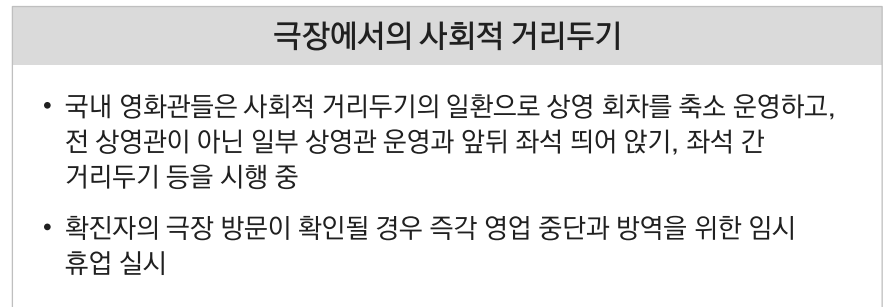 극장에서의 사회적 거리두기
• 국내 영화관들은 사회적 거리두기의 일환으로 상영 회차를 축소 운영하고,
전 상영관이 아닌 일부 상영관 운영과 앞뒤 좌석 띄어 앉기, 좌석 간
거리두기 등을 시행 중
• 확진자의 극장 방문이 확인될 경우 즉각 영업 중단과 방역을 위한 임시
휴업 실시